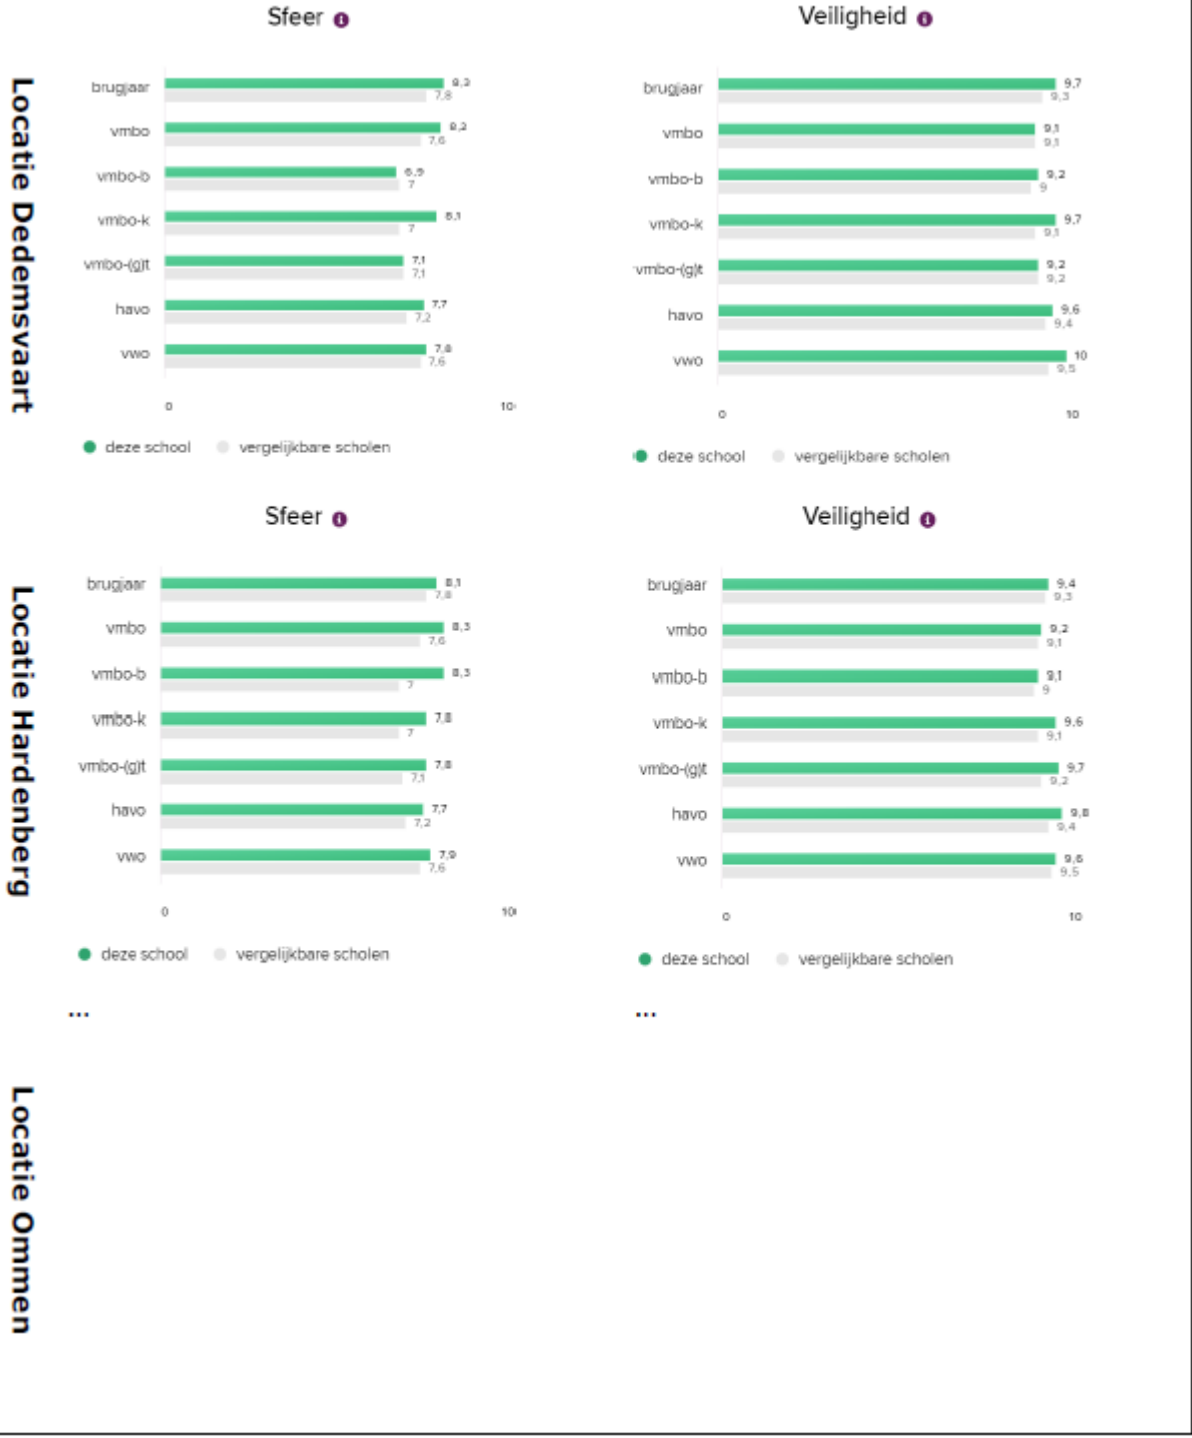 Sfeer
brugjaar 8,3
7,8
vmbo 8,2
7,6
vmbo-b 6,9
7
vmbo-k 8,1
7
vmbo-(g)t 7,1
7,1
havo 7,7
7,2
vwo 7,8
7,6
0 10
deze school vergelijkbare scholen
Veiligheid
brugjaar 9,7
9,3
vmbo 9,1
9,1
vmbo-b 9,2
9
vmbo-k 9,7
9,1
vmbo-(g)t 9,2
9,2
havo 9,6
9,4
vwo 10
9,5
0 10
deze school vergelijkbare scholen
Locatie Dedemsvaart
Sfeer
brugjaar 8,1
7,8
vmbo 8,3
7,6
vmbo-b 8,3
7
vmbo-k 7,8
7
vmbo-(g)t 7,8
7,1
havo 7,7
7,2
vwo 7,9
7,6
0 10
deze school vergelijkbare scholen
...
Veiligheid
brugjaar 9,4
9,3
vmbo 9,2
9,1
vmbo-b 9,1
9
vmbo-k 9,6
9,1
vmbo-(g)t 9,7
9,2
havo 9,8
9,4
vwo 9,6
9,5
0 10
deze school vergelijkbare scholen
...
Locatie Hardenberg
Locatie Ommen